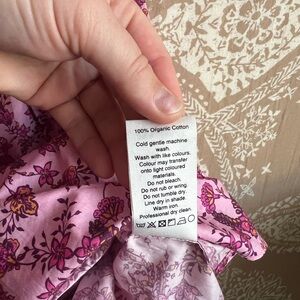 100% Organic Cotton
Cold gentle machine
wash.
Wash with like colours.
Colour may transfer
onto light coloured
materials.
Do not bleach.
Do not rub or wring.
Do not tumble dry.
Line dry in shade.
Warm iron.
Professional dry clean.